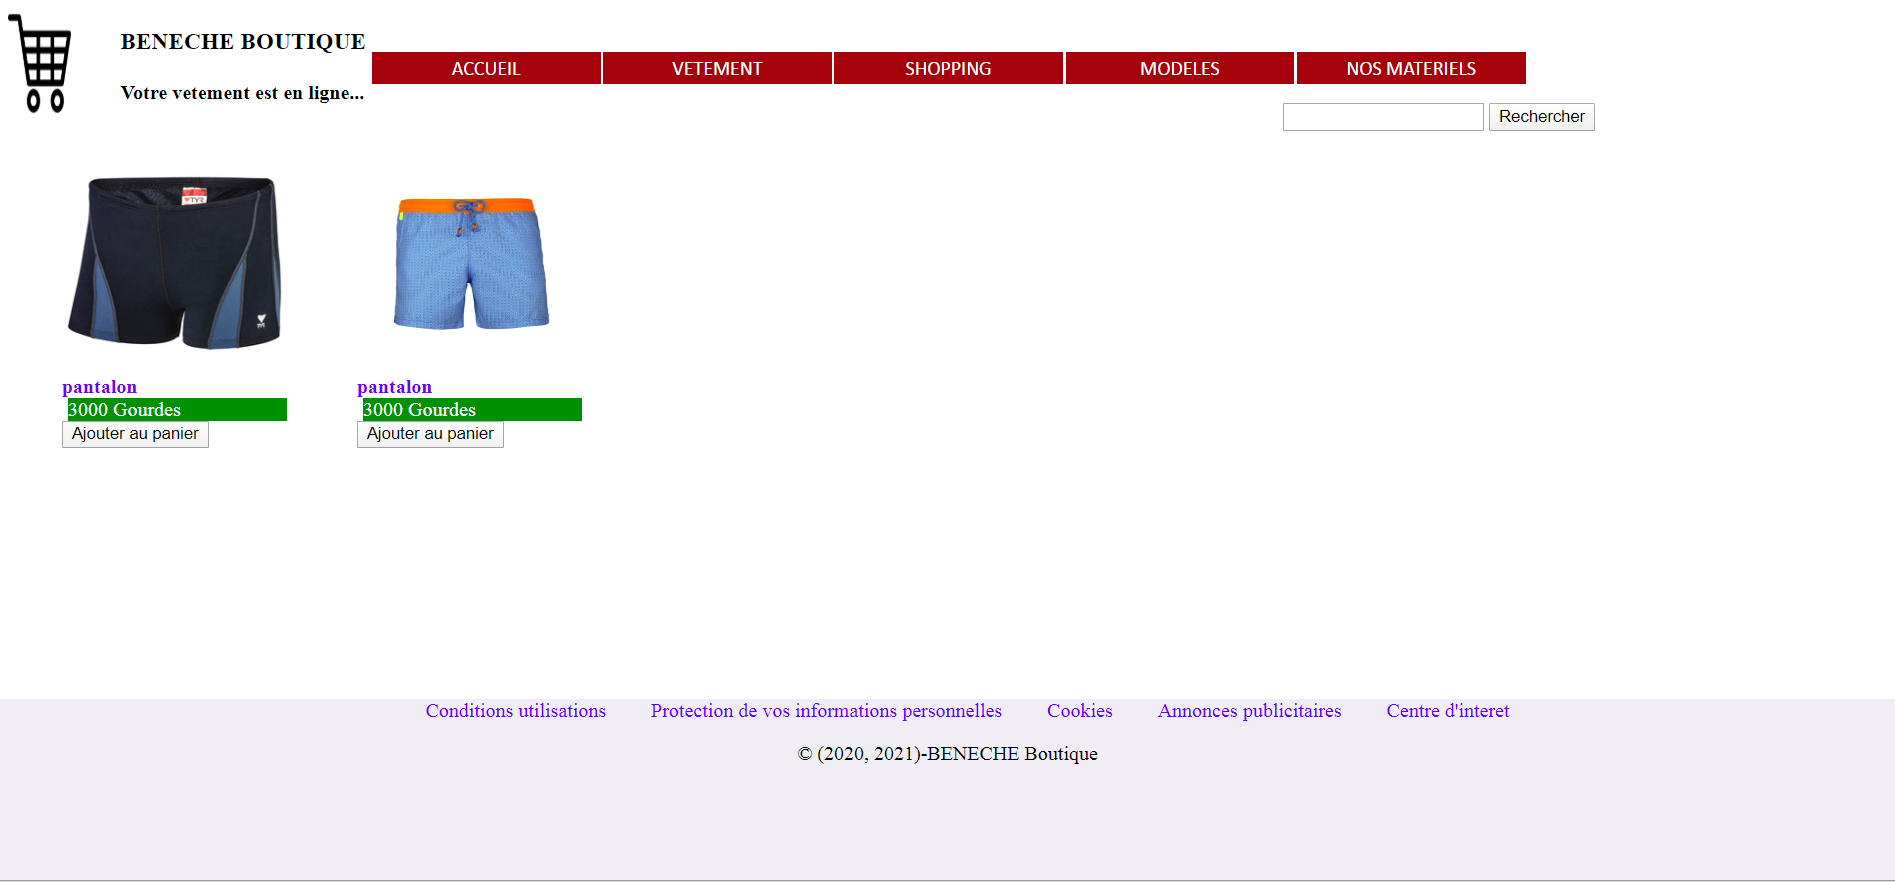 BENECHE BOUTIQUE
Votre vetement est en ligne...
ACCUEIL VETEMENT SHOPPING MODELES NOS MATERIELS
Rechercher
TYR
TYR
pantalon pantalon
3000 Gourdes 3000 Gourdes
Ajouter au panier Ajouter au panier
Conditions utilisations Protection de vos informations personnelles Cookies Annonces publicitaires Centre d'interet
© (2020, 2021)-BENECHE Boutique